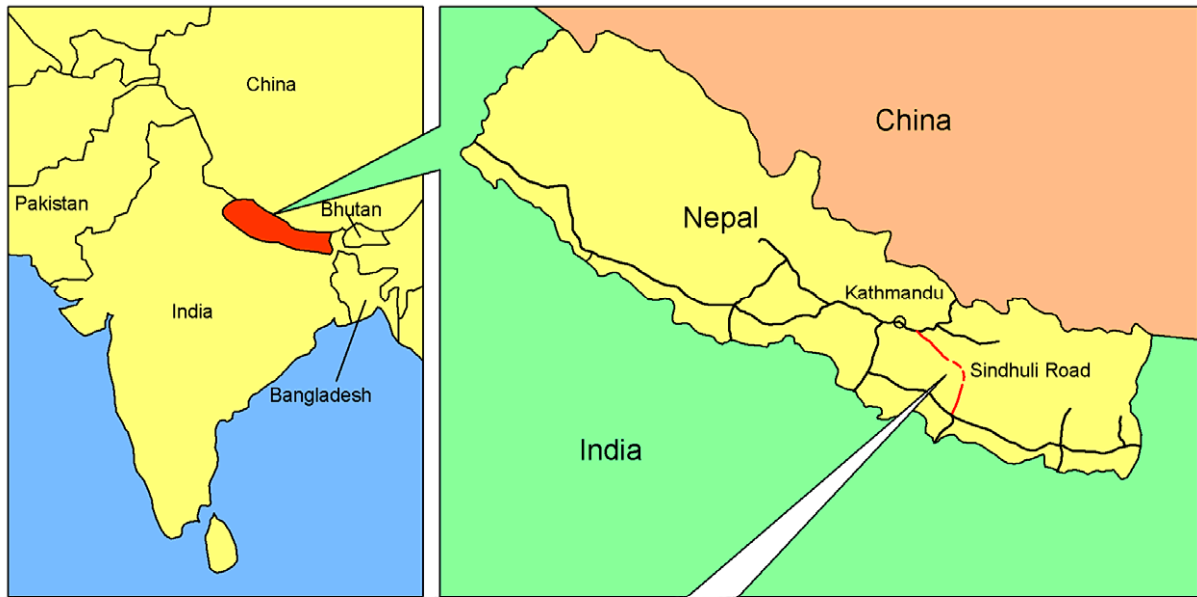 China
Pakistan
Bhutan
India
Bangladesh
China
Nepal
Kathmandu
Sindhuli Road
India